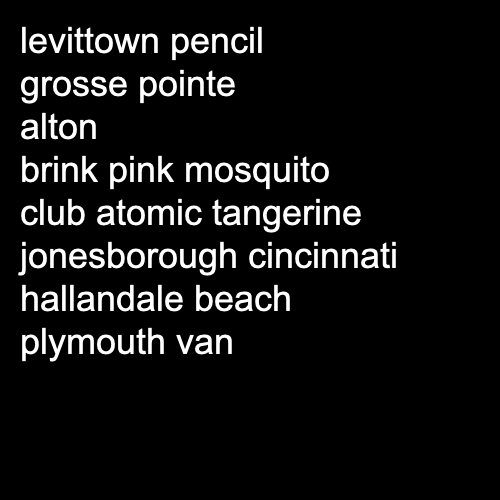 levittown pencil
grosse pointe
alton
brink pink mosquito
club atomic tangerine
jonesborough cincinnati
hallandale beach
plymouth van